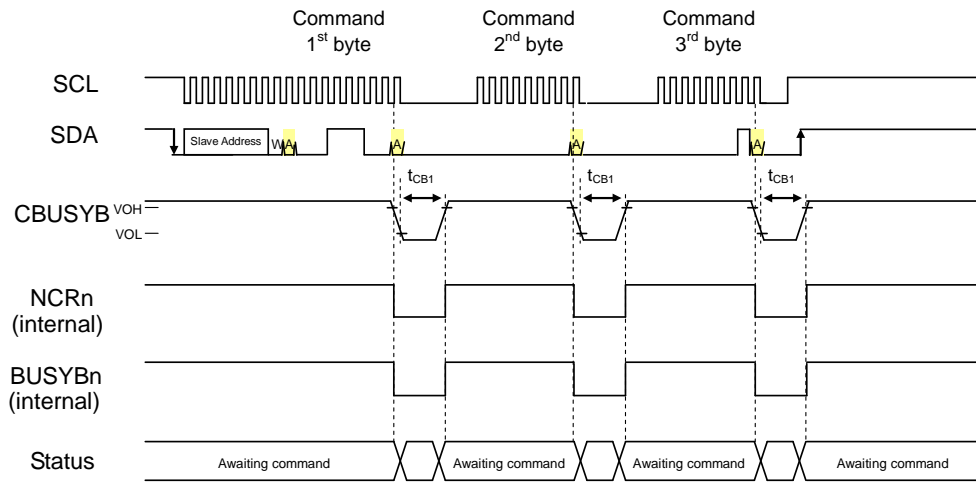 Command 1st byte
Command 2nd byte
Command 3rd byte
SCL
SDA
Slave Address W A A A A
tCB1 tCB1 tCB1
CBUSYB VOH
VOL
NCRn
(internal)
BUSYBn
(internal)
Status Awaiting command Awaiting command Awaiting command Awaiting command